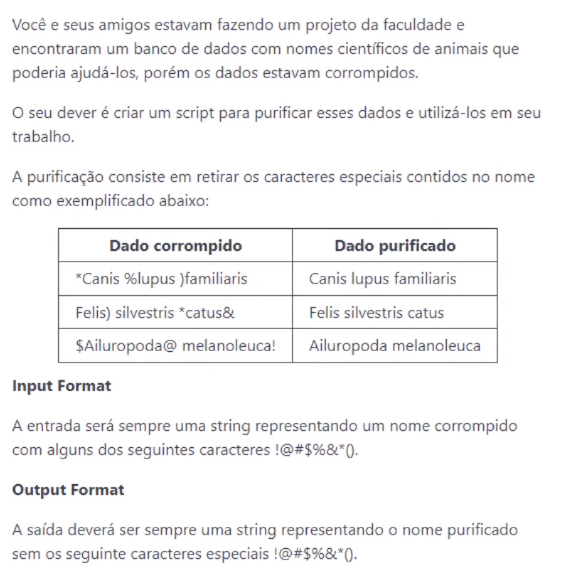 Você e seus amigos estavam fazendo um projeto da faculdade e
encontraram um banco de dados com nomes científicos de animais que
poderia ajudá-los, porém os dados estavam corrompidos.
O seu dever é criar um script para purificar esses dados e utilizá-los em seu
trabalho.
A purificação consiste em retirar os caracteres especiais contidos no nome
como exemplificado abaixo:
Dado corrompido Dado purificado
*Canis %lupus )familiaris Canis lupus familiaris
Felis) silvestris *catus& Felis silvestris catus
$Ailuropoda@ melanoleuca! Ailuropoda melanoleuca
Input Format
A entrada será sempre uma string representando um nome corrompido
com alguns dos seguintes caracteres !@#$%&*().
Output Format
A saída deverá ser sempre uma string representando o nome purificado
sem os seguinte caracteres especiais !@#$%&*().